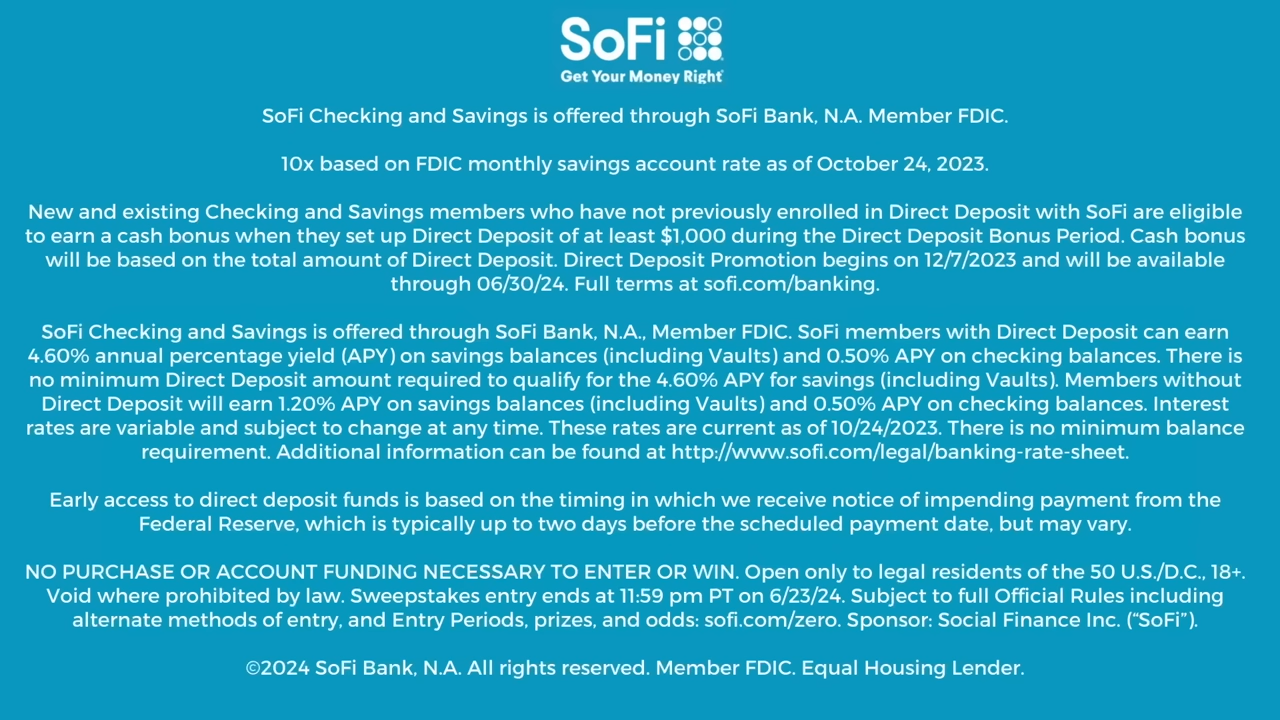 SoFi
Get Your Money Right
SoFi Checking and Savings is offered through SoFi Bank, N.A. Member FDIC.
10x based on FDIC monthly savings account rate as of October 24, 2023.
New and existing Checking and Savings members who have not previously enrolled in Direct Deposit with SoFi are eligible
to earn a cash bonus when they set up Direct Deposit of at least $1,000 during the Direct Deposit Bonus Period. Cash bonus
will be based on the total amount of Direct Deposit. Direct Deposit Promotion begins on 12/7/2023 and will be available
through 06/30/24. Full terms at sofi.com/banking.
SoFi Checking and Savings is offered through SoFi Bank, N.A., Member FDIC. SoFi members with Direct Deposit can earn
4.60% annual percentage yield (APY) on savings balances (including Vaults) and 0.50% APY on checking balances. There is
no minimum Direct Deposit amount required to qualify for the 4.60% APY for savings (including Vaults). Members without
Direct Deposit will earn 1.20% APY on savings balances (including Vaults) and 0.50% APY on checking balances. Interest
rates are variable and subject to change at any time. These rates are current as of 10/24/2023. There is no minimum balance
requirement. Additional information can be found at http://www.sofi.com/legal/banking-rate-sheet.
Early access to direct deposit funds is based on the timing in which we receive notice of impending payment from the
Federal Reserve, which is typically up to two days before the scheduled payment date, but may vary.
NO PURCHASE OR ACCOUNT FUNDING NECESSARY TO ENTER OR WIN. Open only to legal residents of the 50 U.S./D.C., 18+.
Void where prohibited by law. Sweepstakes entry ends at 11:59 pm PT on 6/23/24. Subject to full Official Rules including
alternate methods of entry, and Entry Periods, prizes, and odds: sofi.com/zero. Sponsor: Social Finance Inc. (“SoFi”).
©2024 SoFi Bank, N.A. All rights reserved. Member FDIC. Equal Housing Lender.